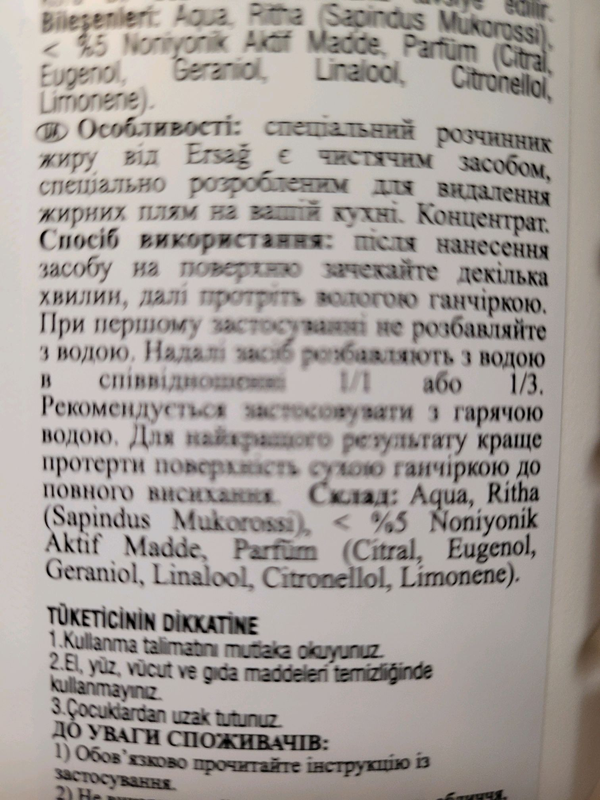 tavsiye edilir.
Bileşenleri: Aqua, Ritha (Sapindus Mukorossi),
< %5 Noniyonik Aktif Madde, Parfüm (Citral,
Eugenol, Geraniol, Linalool, Citronellol,
Limonene).
Особливості: спеціальний розчинник
жиру від Ersağ є чистячим засобом,
спеціально розробленим для видалення
жирних плям на вашій кухні. Концентрат.
Спосіб використання: після нанесення
засобу на поверхню зачекайте декілька
хвилин, далі протріть вологою ганчіркою.
При першому застосуванні не розбавляйте
з водою. Надалі засіб розбавляють з водою
в співвідношенні 1/1 або 1/3.
Рекомендується застосовувати з гарячою
водою. Для найкращого результату краще
протерти поверхність сухою ганчіркою до
повного висихання. Склад: Aqua, Ritha
(Sapindus Mukorossi), < %5 Noniyonik
Aktif Madde, Parfüm (Citral, Eugenol,
Geraniol, Linalool, Citronellol, Limonene).
TÜKETİCİNİN DİKKATİNE
1.Kullanma talimatını mutlaka okuyunuz.
2.El, yüz, vücut ve gıda maddeleri temizliğinde
kullanmayınız.
3.Çocuklardan uzak tutunuz.
ДО УВАГИ СПОЖИВАЧІВ:
1) Обов'язково прочитайте інструкцію із
застосування.
2) Не